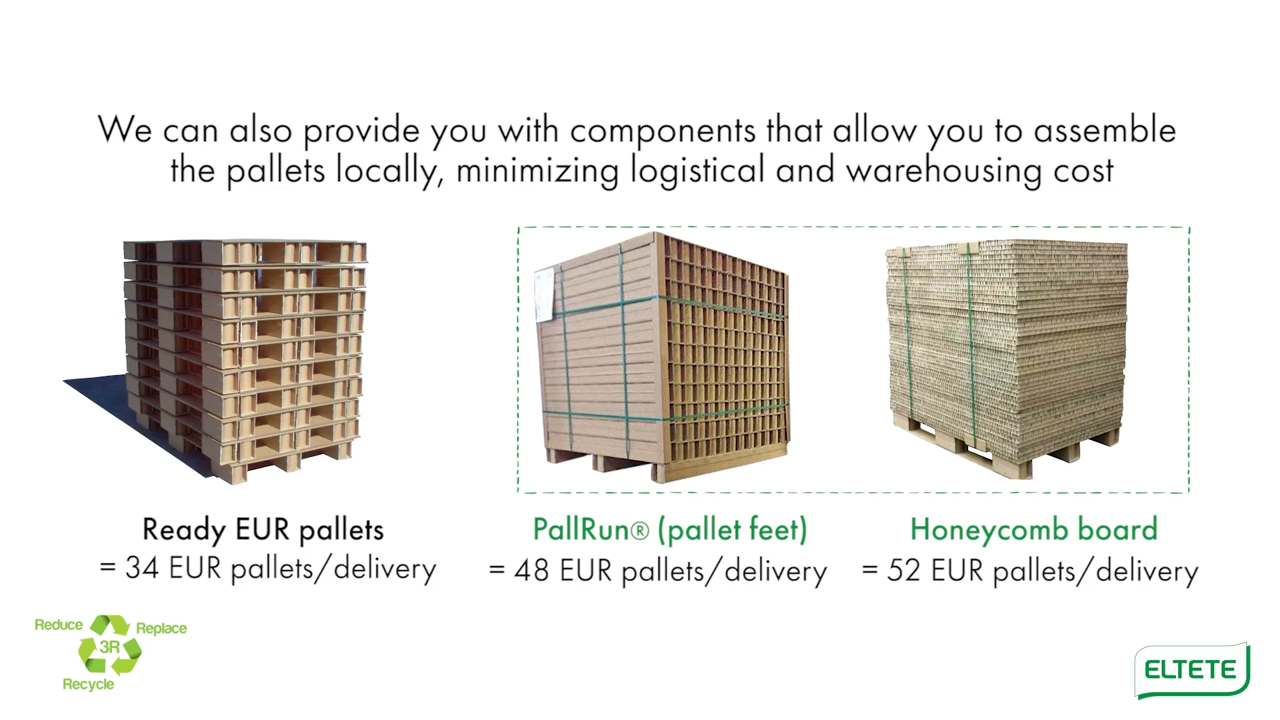 We can also provide you with components that allow you to assemble
the pallets locally, minimizing logistical and warehousing cost
Ready EUR pallets
= 34 EUR pallets/delivery
PallRun® (pallet feet)
= 48 EUR pallets/delivery
Honeycomb board
= 52 EUR pallets/delivery
Reduce
Replace
3R
Recycle
ELTETE